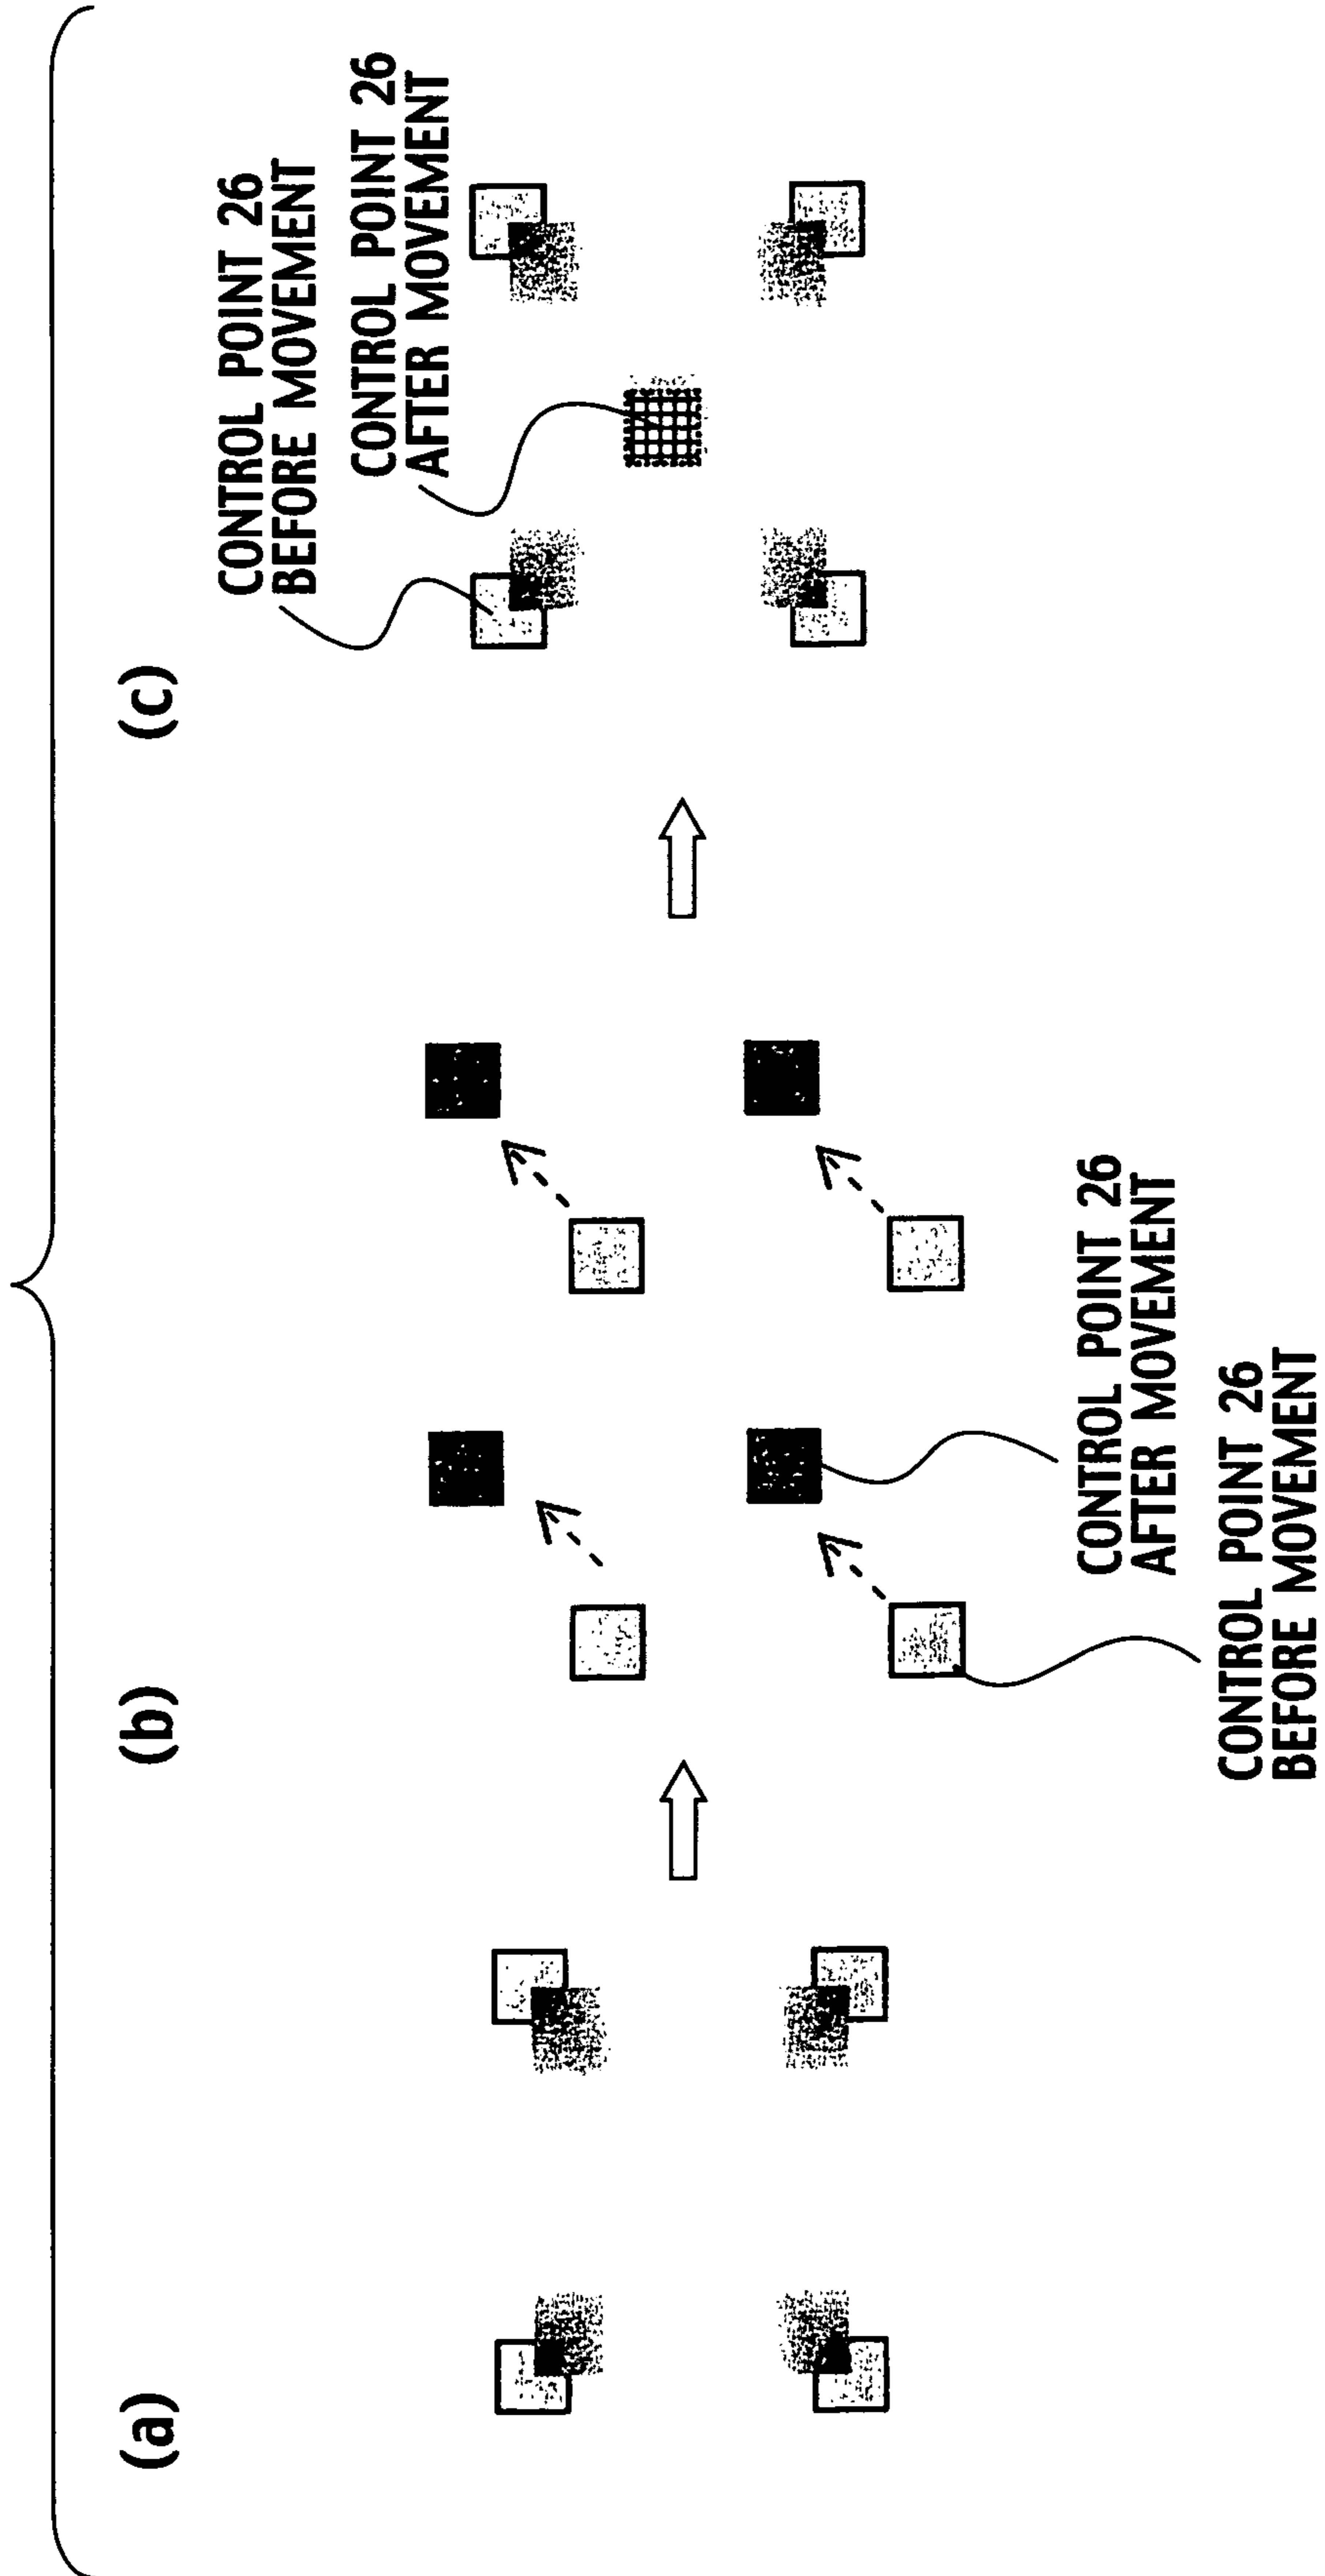 (a)
(b)
(c)
CONTROL POINT 26
BEFORE MOVEMENT
CONTROL POINT 26
AFTER MOVEMENT
CONTROL POINT 26
AFTER MOVEMENT
CONTROL POINT 26
BEFORE MOVEMENT